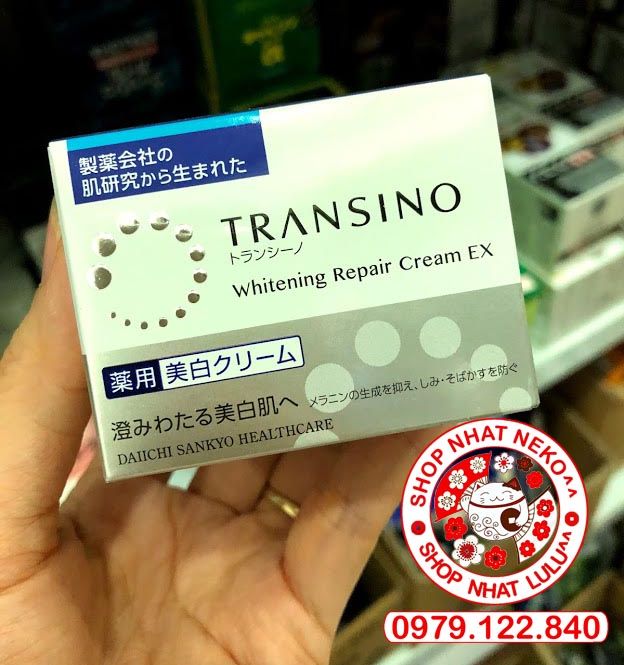 製薬会社の
肌研究から生まれた
TRANSINO
トランシーノ
Whitening Repair Cream EX
薬用 美白クリーム
澄みわたる美白肌へ メラニンの生成を抑え、しみ・そばかすを防ぐ
DAIICHI SANKYO HEALTHCARE
SHOP NHAT NEKO^^
SHOP NHAT LULU^^
0979.122.840